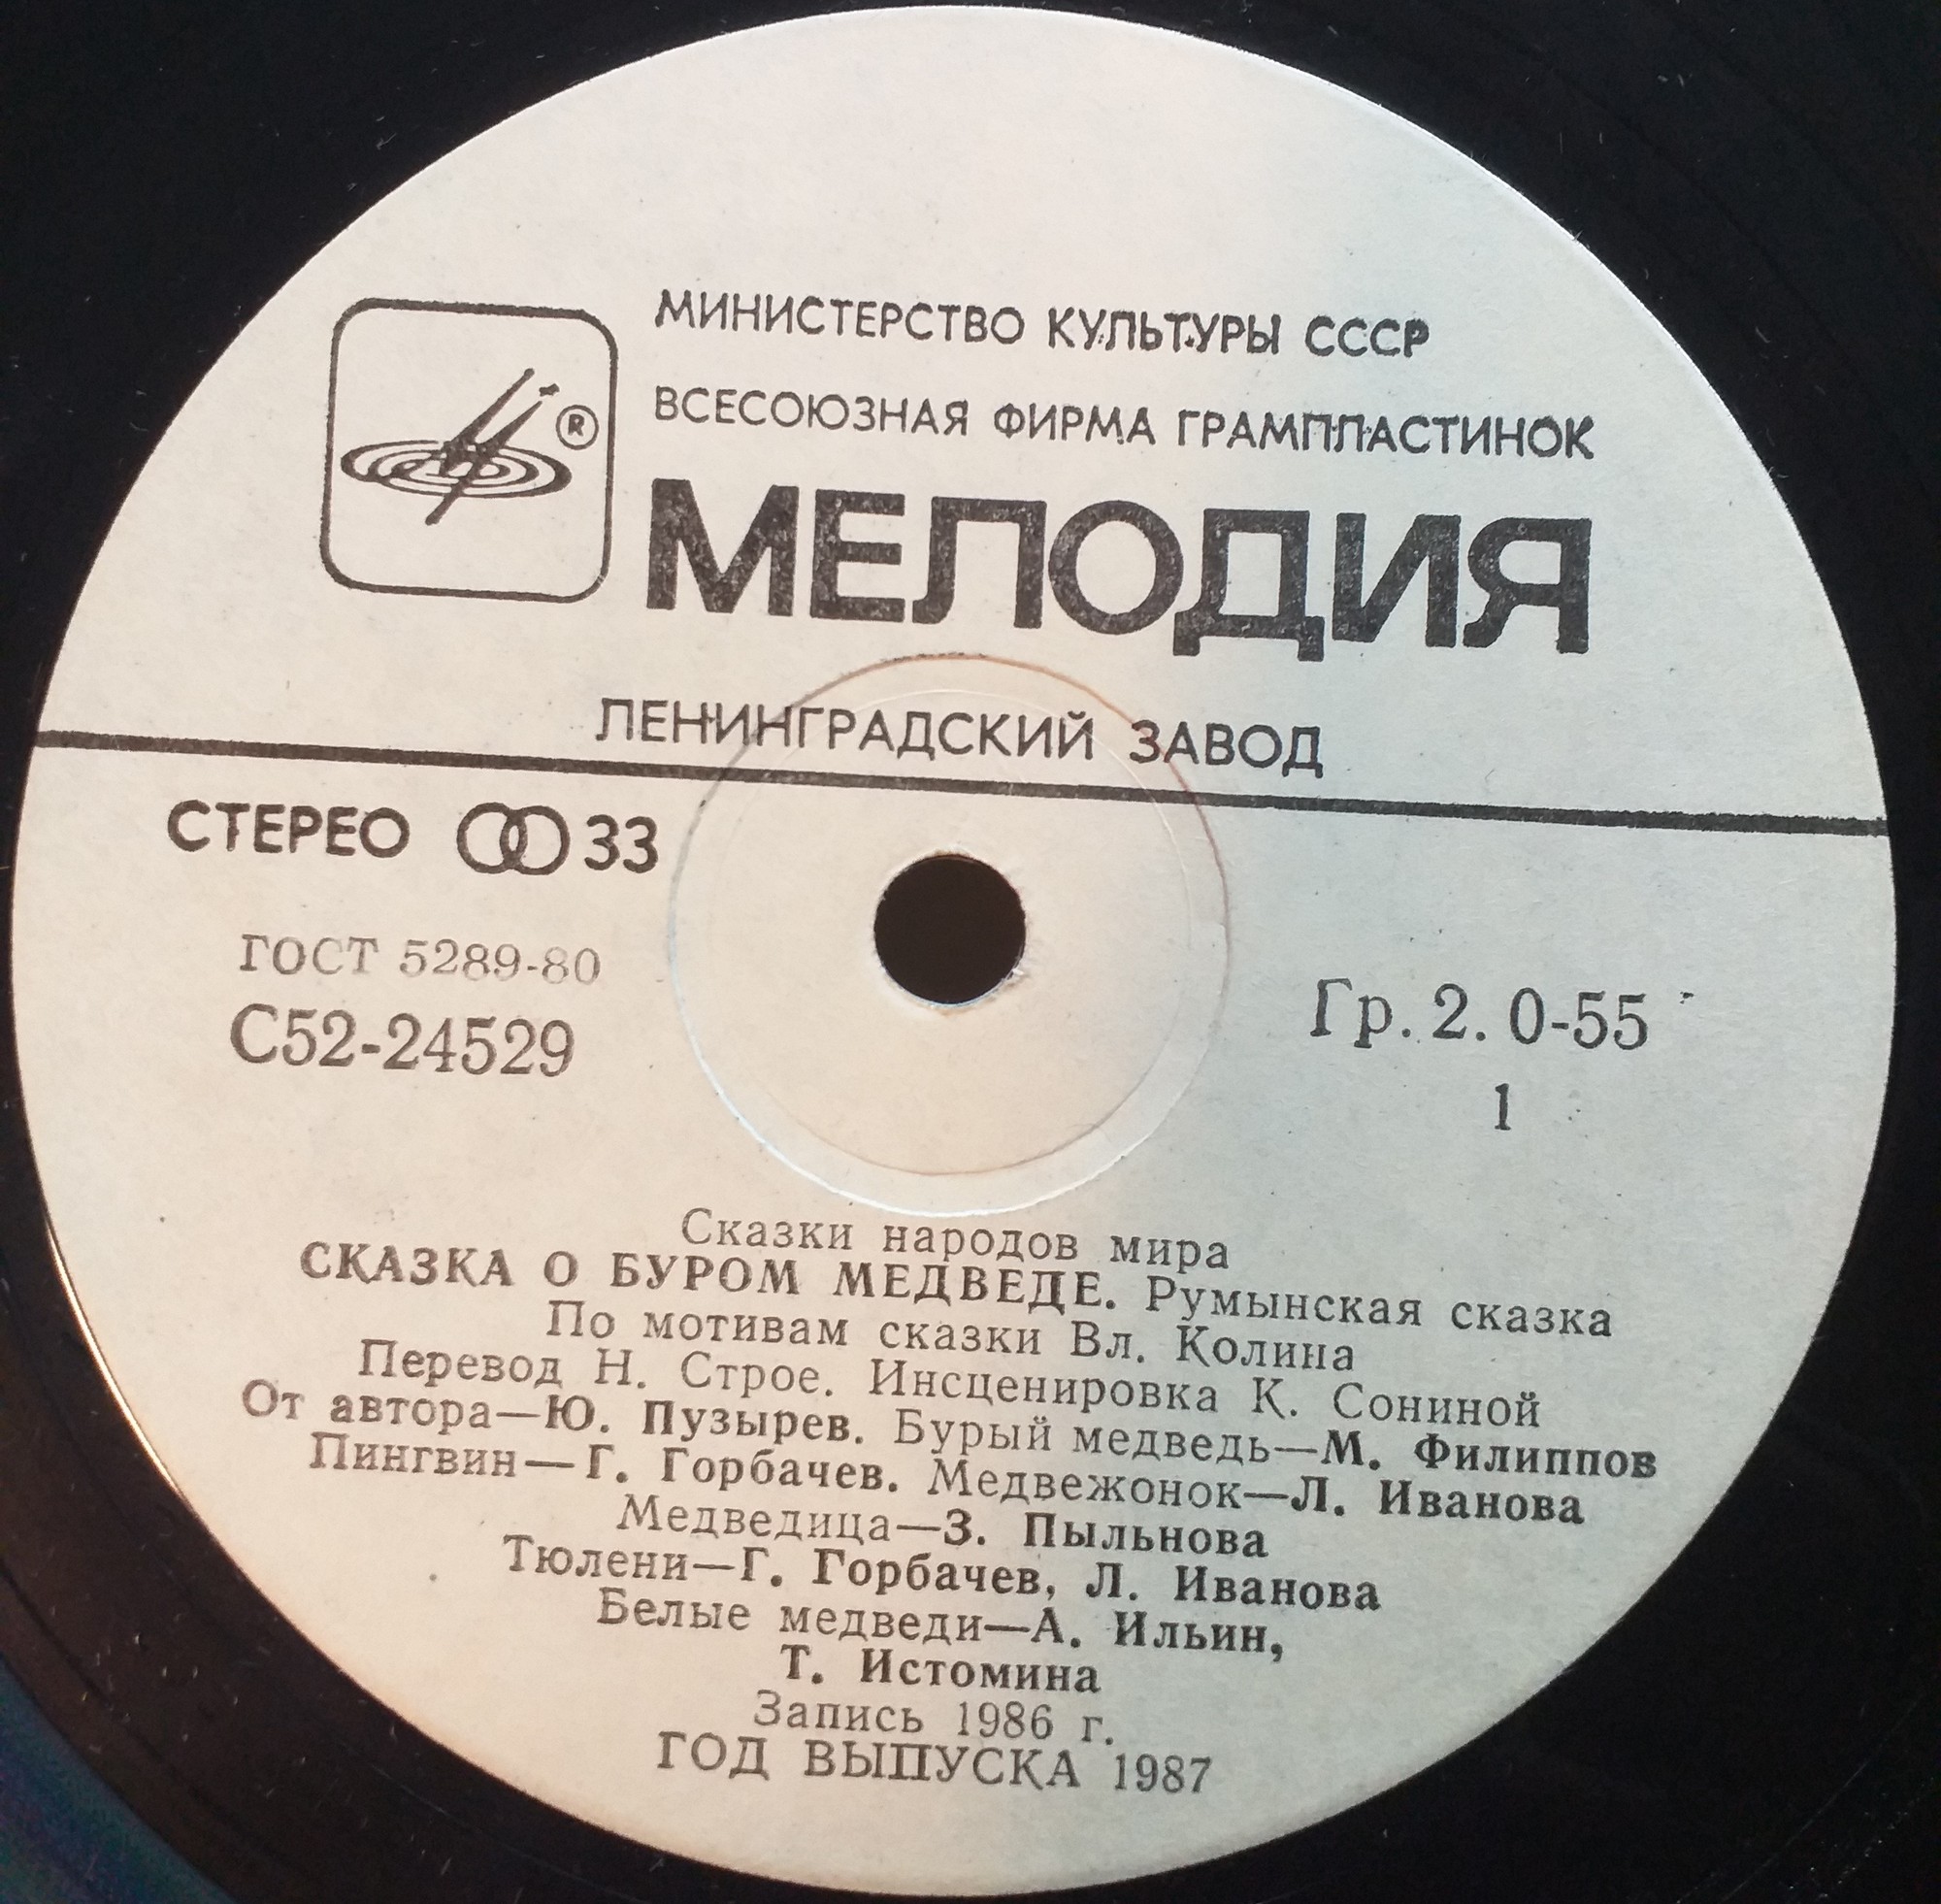 МИНИСТЕРСТВО КУЛЬТУРЫ СССР
ВСЕСОЮЗНАЯ ФИРМА ГРАМПЛАСТИНОК
®
МЕЛОДИЯ
ЛЕНИНГРАДСКИЙ ЗАВОД
СТЕРЕО 33
ГОСТ 5289-80
С52-24529
Гр. 2. 0-55
1
Сказки народов мира
СКАЗКА О БУРОМ МЕДВЕДЕ. Румынская сказка
По мотивам сказки Вл. Колина
Перевод Н. Строе. Инсценировка К. Сониной
От автора—Ю. Пузырев. Бурый медведь—М. Филиппов
Пингвин—Г. Горбачев. Медвежонок—Л. Иванова
Медведица—З. Пыльнова
Тюлени—Г. Горбачев, Л. Иванова
Белые медведи—А. Ильин,
Т. Истомина
Запись 1986 г.
ГОД ВЫПУСКА 1987